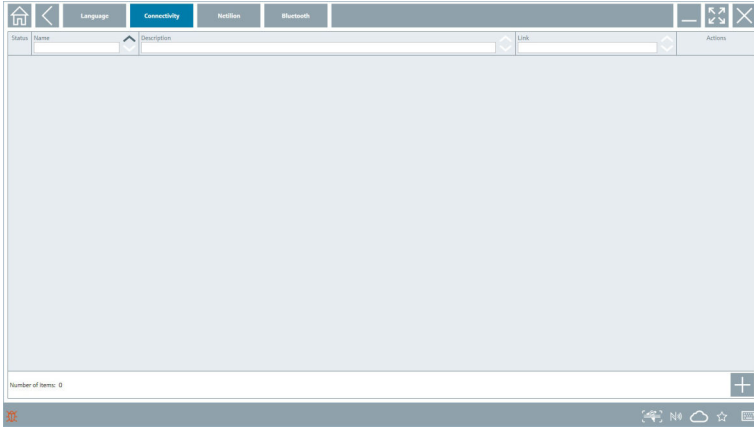 Language Connectivity Netilion Bluetooth
Status Name Description Link Actions
Number of items: 0